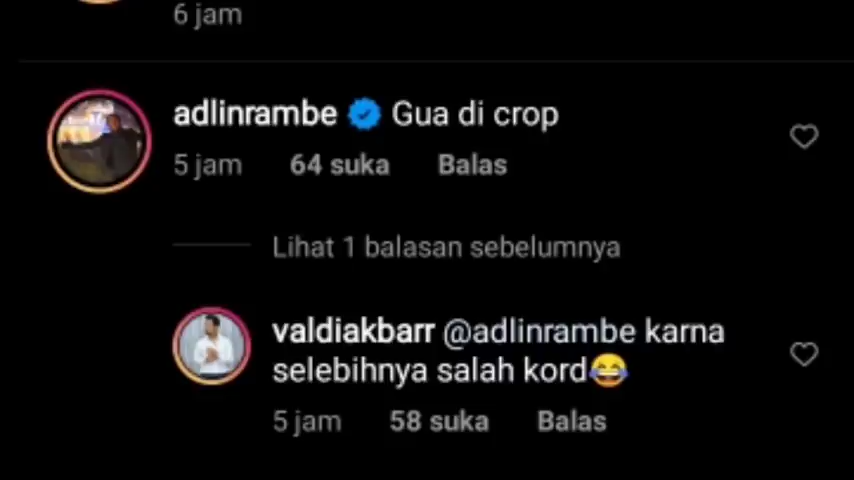 6 jam
adlinrambe Gua di crop
5 jam 64 suka Balas
Lihat 1 balasan sebelumnya
valdiakbarr @adlinrambe karna
selebihnya salah kord😂
5 jam 58 suka Balas